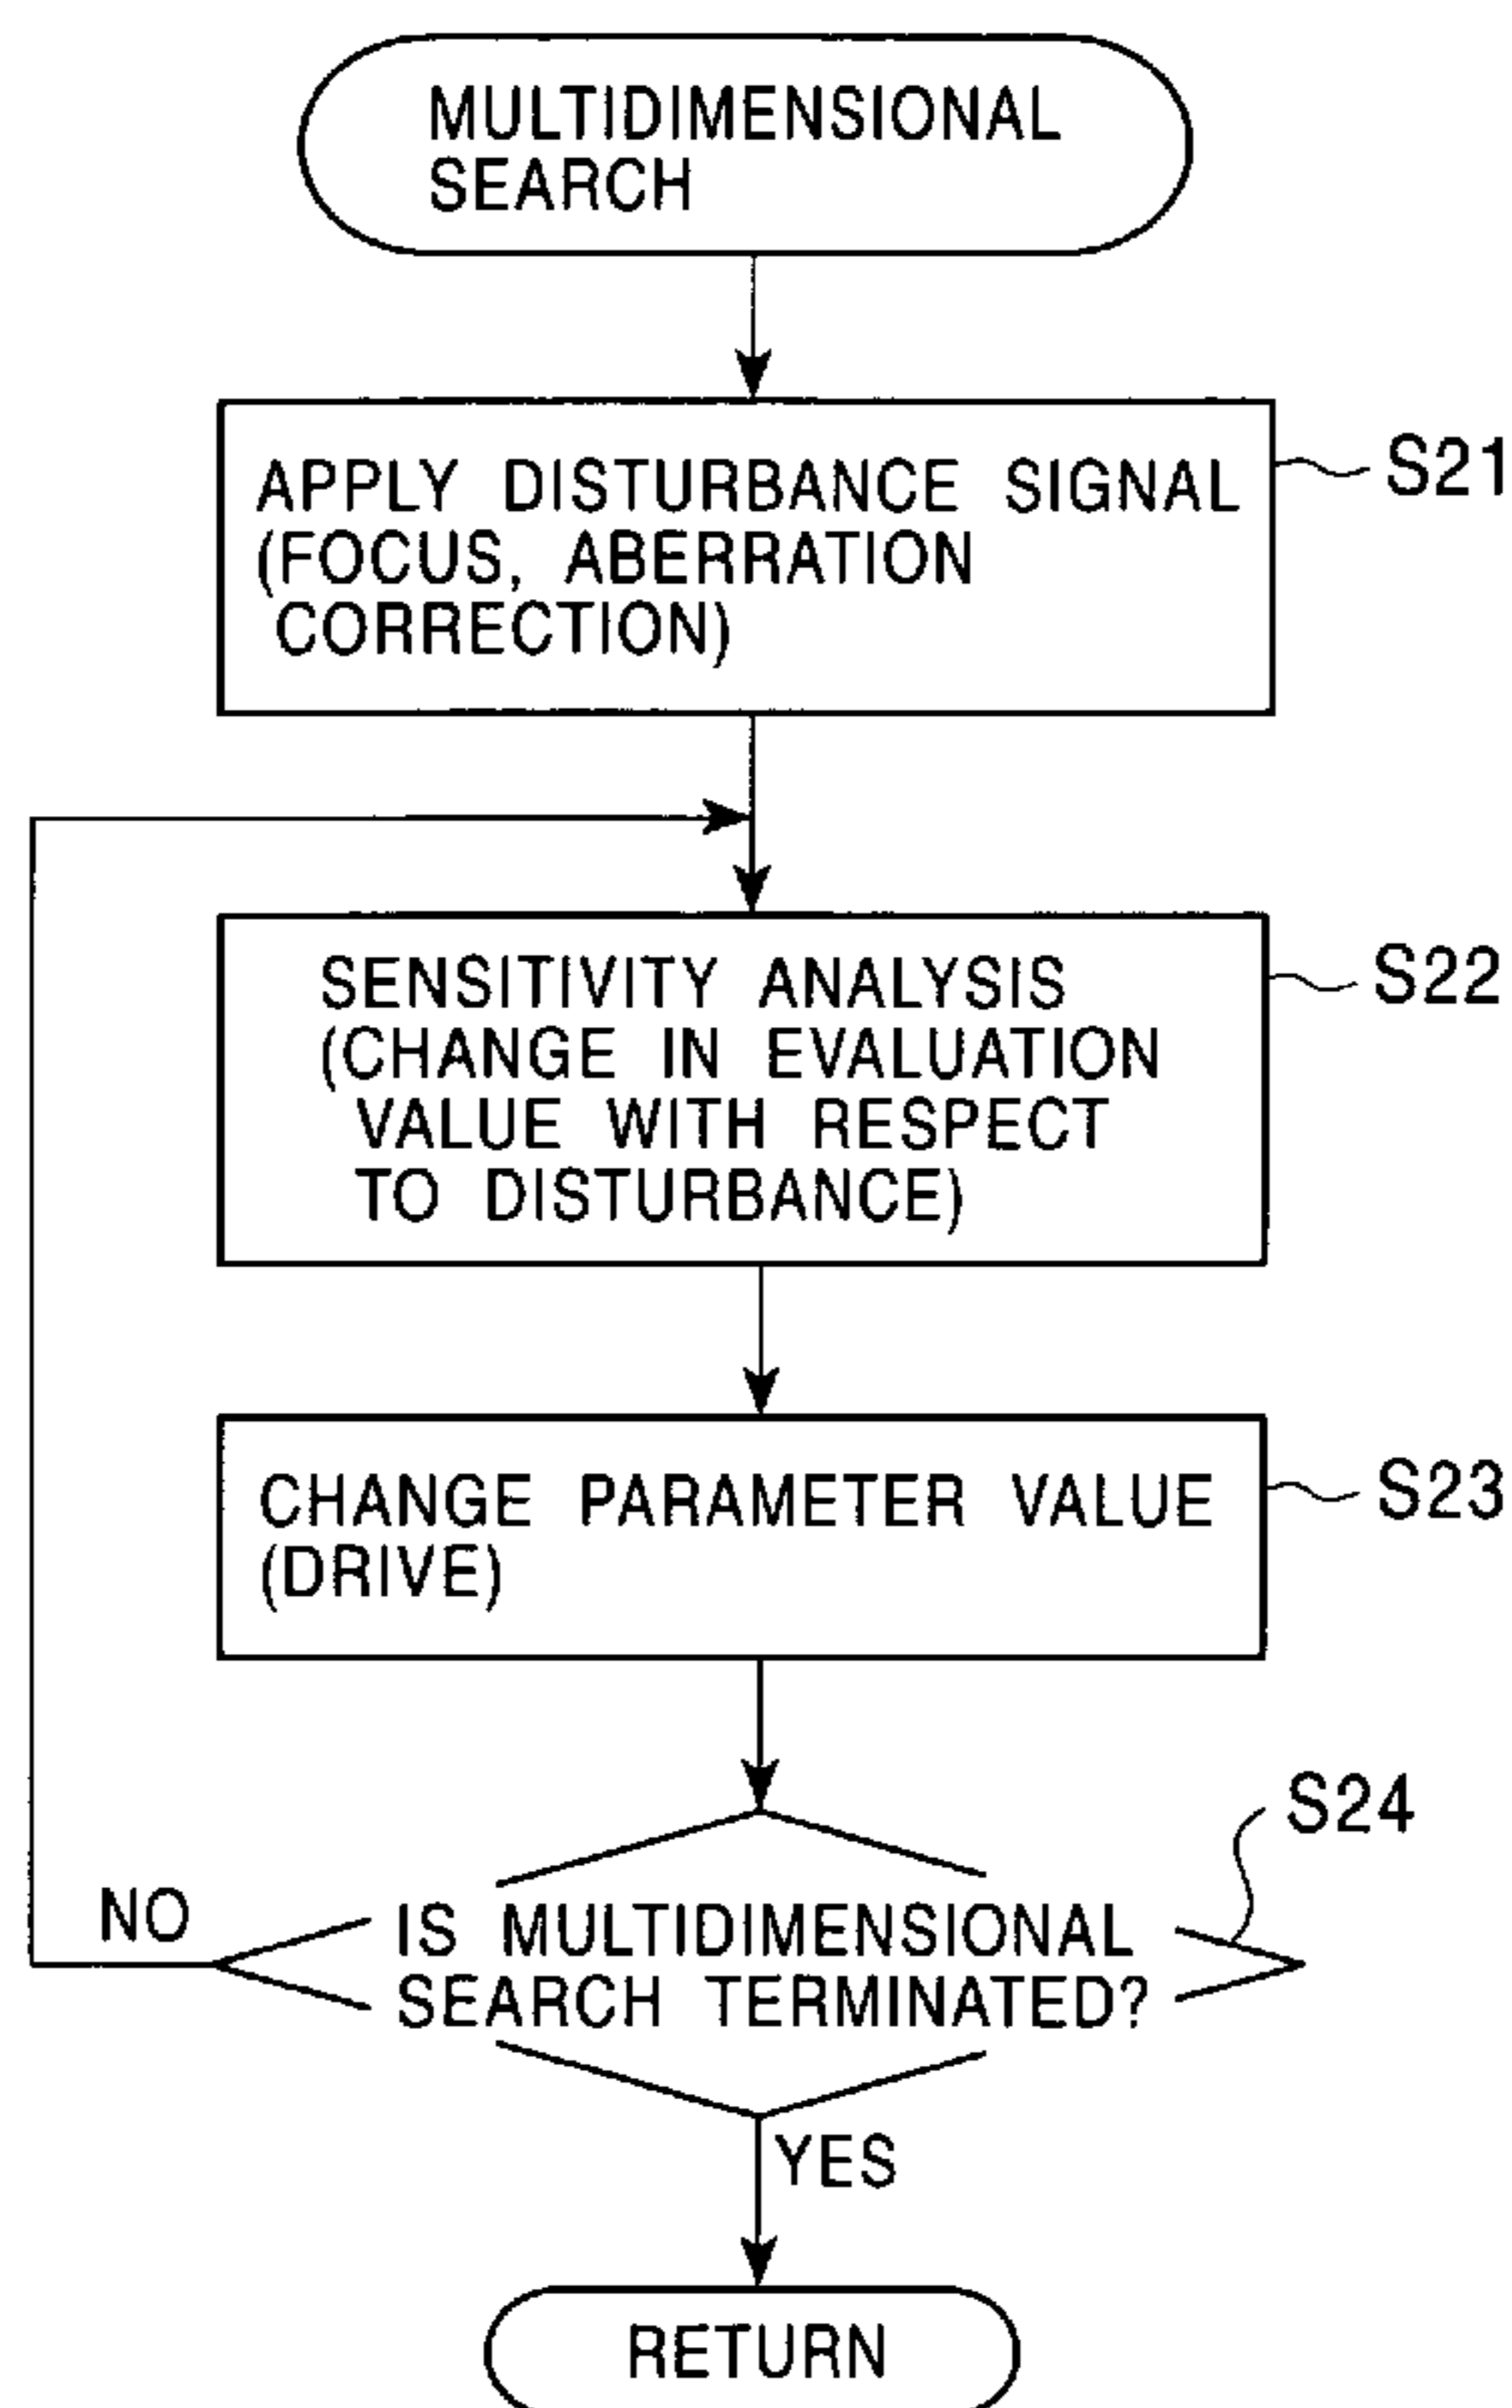 MULTIDIMENSIONAL
SEARCH
APPLY DISTURBANCE SIGNAL
(FOCUS, ABERRATION
CORRECTION)
S21
SENSITIVITY ANALYSIS
(CHANGE IN EVALUATION
VALUE WITH RESPECT
TO DISTURBANCE)
S22
CHANGE PARAMETER VALUE
(DRIVE)
S23
S24
NO
IS MULTIDIMENSIONAL
SEARCH TERMINATED?
YES
RETURN